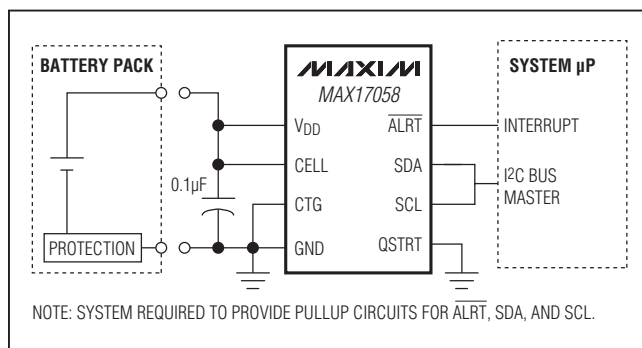 BATTERY PACK
MAXIM
SYSTEM µP
MAX17058
VDD
ALRT
INTERRUPT
CELL
SDA
0.1µF
I²C BUS
MASTER
CTG
SCL
PROTECTION
GND
QSTRT
NOTE: SYSTEM REQUIRED TO PROVIDE PULLUP CIRCUITS FOR ALRT, SDA, AND SCL.